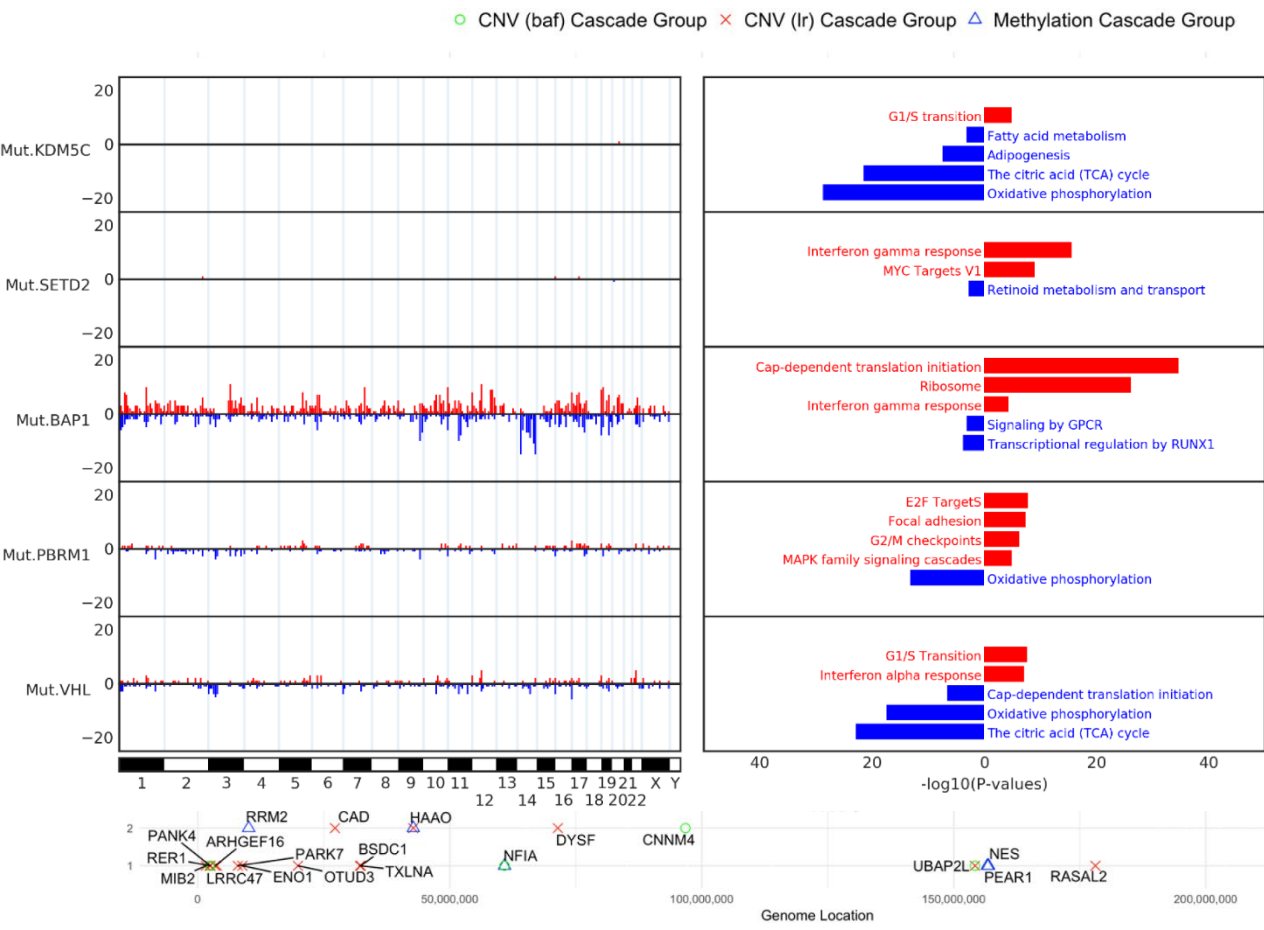 CNV (baf) Cascade Group CNV (lr) Cascade Group Methylation Cascade Group
Mut.KDM5C
20
0
−20
G1/S transition
Fatty acid metabolism
Adipogenesis
The citric acid (TCA) cycle
Oxidative phosphorylation
Mut.SETD2
20
0
−20
Interferon gamma response
MYC Targets V1
Retinoid metabolism and transport
Mut.BAP1
20
0
−20
Cap-dependent translation initiation
Ribosome
Interferon gamma response
Signaling by GPCR
Transcriptional regulation by RUNX1
Mut.PBRM1
20
0
−20
E2F TargetS
Focal adhesion
G2/M checkpoints
MAPK family signaling cascades
Oxidative phosphorylation
Mut.VHL
20
0
−20
G1/S Transition
Interferon alpha response
Cap-dependent translation initiation
Oxidative phosphorylation
The citric acid (TCA) cycle
1 2 3 4 5 6 7 8 9 10 11 13 15 17 19 21 X Y
12 14 16 18 2022
40 20 0 20 40
-log10(P-values)
2
1
RRM2 CAD HAAO
DYSF CNNM4
PANK4 ARHGEF16 PARK7 BSDC1 NFIA NES
RER1 TXLNA UBAP2L
MIB2 LRRC47 ENO1 OTUD3 PEAR1 RASAL2
0 50,000,000 100,000,000 150,000,000 200,000,000
Genome Location